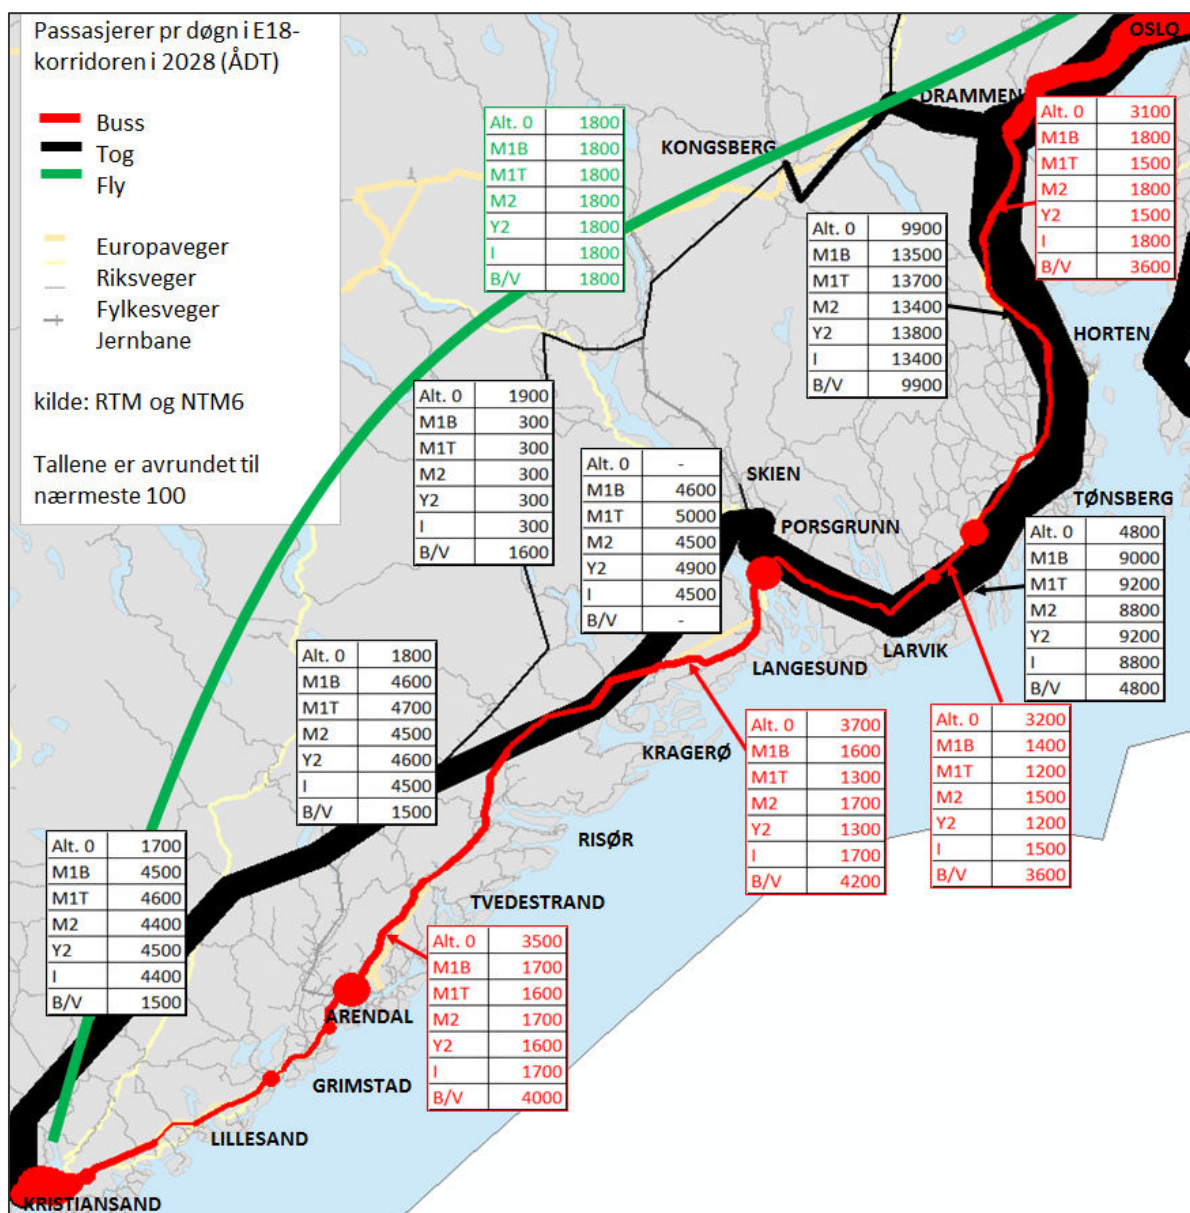 Passasjerer pr døgn i E18-
korridoren i 2028 (ÅDT)
Buss
Tog
Fly
Europaveger
Riksveger
Fylkesveger
Jernbane
kilde: RTM og NTM6
Tallene er avrundet til
nærmeste 100
OSLO
DRAMMEN
KONGSBERG
Alt. 0 1800
M1B 1800
M1T 1800
M2 1800
Y2 1800
I 1800
B/V 1800
Alt. 0 3100
M1B 1800
M1T 1500
M2 1800
Y2 1500
I 1800
B/V 3600
Alt. 0 9900
M1B 13500
M1T 13700
M2 13400
Y2 13800
I 13400
B/V 9900
HORTEN
Alt. 0 1900
M1B 300
M1T 300
M2 300
Y2 300
I 300
B/V 1600
Alt. 0 -
M1B 4600
M1T 5000
M2 4500
Y2 4900
I 4500
B/V -
SKIEN
PORSGRUNN
TØNSBERG
Alt. 0 4800
M1B 9000
M1T 9200
M2 8800
Y2 9200
I 8800
B/V 4800
LARVIK
LANGESUND
Alt. 0 1800
M1B 4600
M1T 4700
M2 4500
Y2 4600
I 4500
B/V 1500
KRAGERØ
Alt. 0 3700
M1B 1600
M1T 1300
M2 1700
Y2 1300
I 1700
B/V 4200
Alt. 0 3200
M1B 1400
M1T 1200
M2 1500
Y2 1200
I 1500
B/V 3600
RISØR
Alt. 0 1700
M1B 4500
M1T 4600
M2 4400
Y2 4500
I 4400
B/V 1500
TVEDESTRAND
Alt. 0 3500
M1B 1700
M1T 1600
M2 1700
Y2 1600
I 1700
B/V 4000
ARENDAL
GRIMSTAD
LILLESAND
KRISTIANSAND